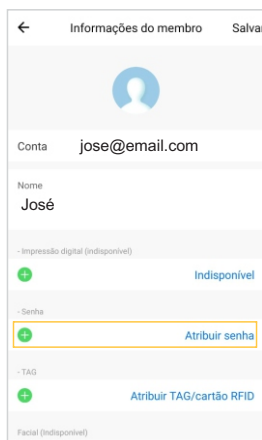 Informações do membro Salvar
Conta jose@email.com
Nome
José
- Impressão digital (indisponível)
Indisponível
- Senha
Atribuir senha
- TAG
Atribuir TAG/cartão RFID
Facial (Indisponível)